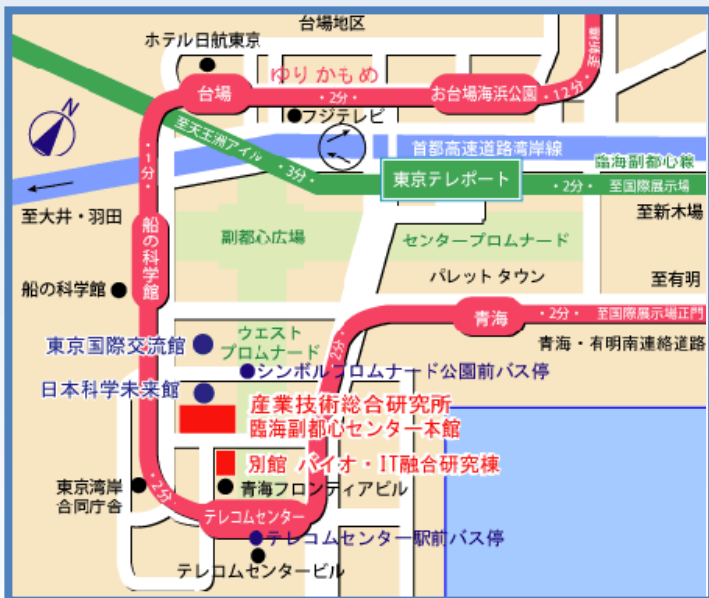 台場地区
ホテル日航東京
ゆりかもめ
台場
・2分・
お台場海浜公園
・12分・
フジテレビ
至天王洲アイル
・3分・
・1分・
首都高速道路湾岸線
臨海副都心線
東京テレポート
・2分・
至国際展示場
N
至大井・羽田
至新木場
船の科学館
副都心広場
センタープロムナード
パレットタウン
至有明
船の科学館
青海
・2分・
至国際展示場正門
・2分・
ウエスト
プロムナード
青海・有明南連絡道路
東京国際交流館
シンボルプロムナード公園前バス停
日本科学未来館
産業技術総合研究所
臨海副都心センター本館
別館 バイオ・IT融合研究棟
東京湾岸
合同庁舎
・2分・
青海フロンティアビル
テレコムセンター
テレコムセンター駅前バス停
テレコムセンタービル